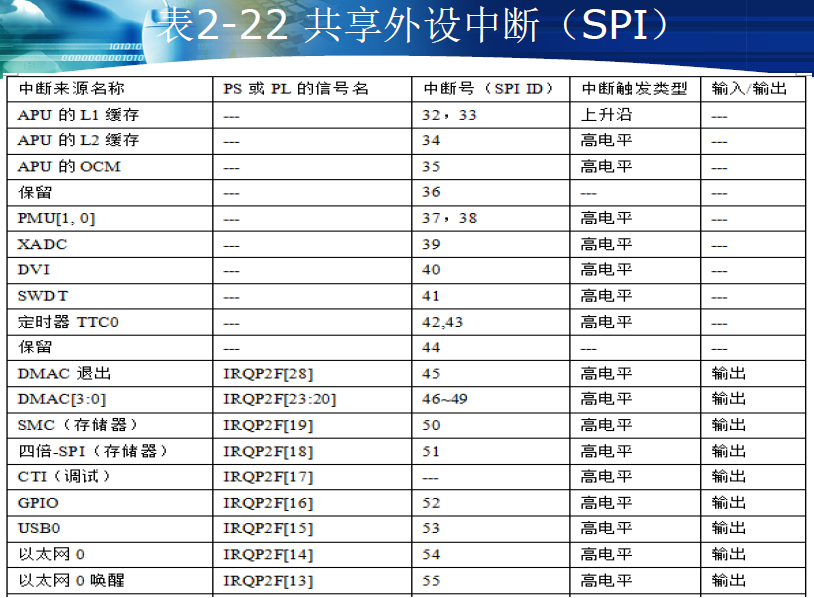 表2-22 共享外设中断（SPI）
101010
0000000001010
中断来源名称 PS 或 PL 的信号名 中断号（SPI ID） 中断触发类型 输入/输出
APU 的 L1 缓存 --- 32，33 上升沿 ---
APU 的 L2 缓存 --- 34 高电平 ---
APU 的 OCM --- 35 高电平 ---
保留 --- 36 --- ---
PMU[1, 0] --- 37，38 高电平 ---
XADC --- 39 高电平 ---
DVI --- 40 高电平 ---
SWDT --- 41 高电平 ---
定时器 TTC0 --- 42,43 高电平 ---
保留 --- 44 --- ---
DMAC 退出 IRQP2F[28] 45 高电平 输出
DMAC[3:0] IRQP2F[23:20] 46~49 高电平 输出
SMC（存储器） IRQP2F[19] 50 高电平 输出
四倍-SPI（存储器） IRQP2F[18] 51 高电平 输出
CTI（调试） IRQP2F[17] --- 高电平 输出
GPIO IRQP2F[16] 52 高电平 输出
USB0 IRQP2F[15] 53 高电平 输出
以太网 0 IRQP2F[14] 54 高电平 输出
以太网 0 唤醒 IRQP2F[13] 55 高电平 输出